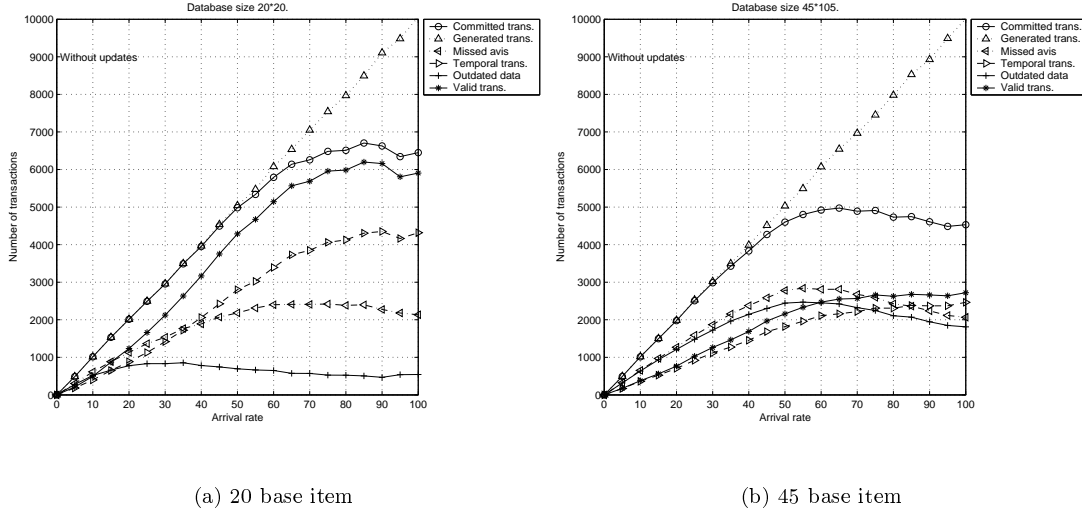 Database size 20*20.
Committed trans.
Generated trans.
Missed avis
Temporal trans.
Outdated data
Valid trans.
Without updates
Number of transactions
10000
9000
8000
7000
6000
5000
4000
3000
2000
1000
0
0 10 20 30 40 50 60 70 80 90 100
Arrival rate
(a) 20 base item
Database size 45*105.
Committed trans.
Generated trans.
Missed avis
Temporal trans.
Outdated data
Valid trans.
Without updates
Number of transactions
10000
9000
8000
7000
6000
5000
4000
3000
2000
1000
0
0 10 20 30 40 50 60 70 80 90 100
Arrival rate
(b) 45 base item